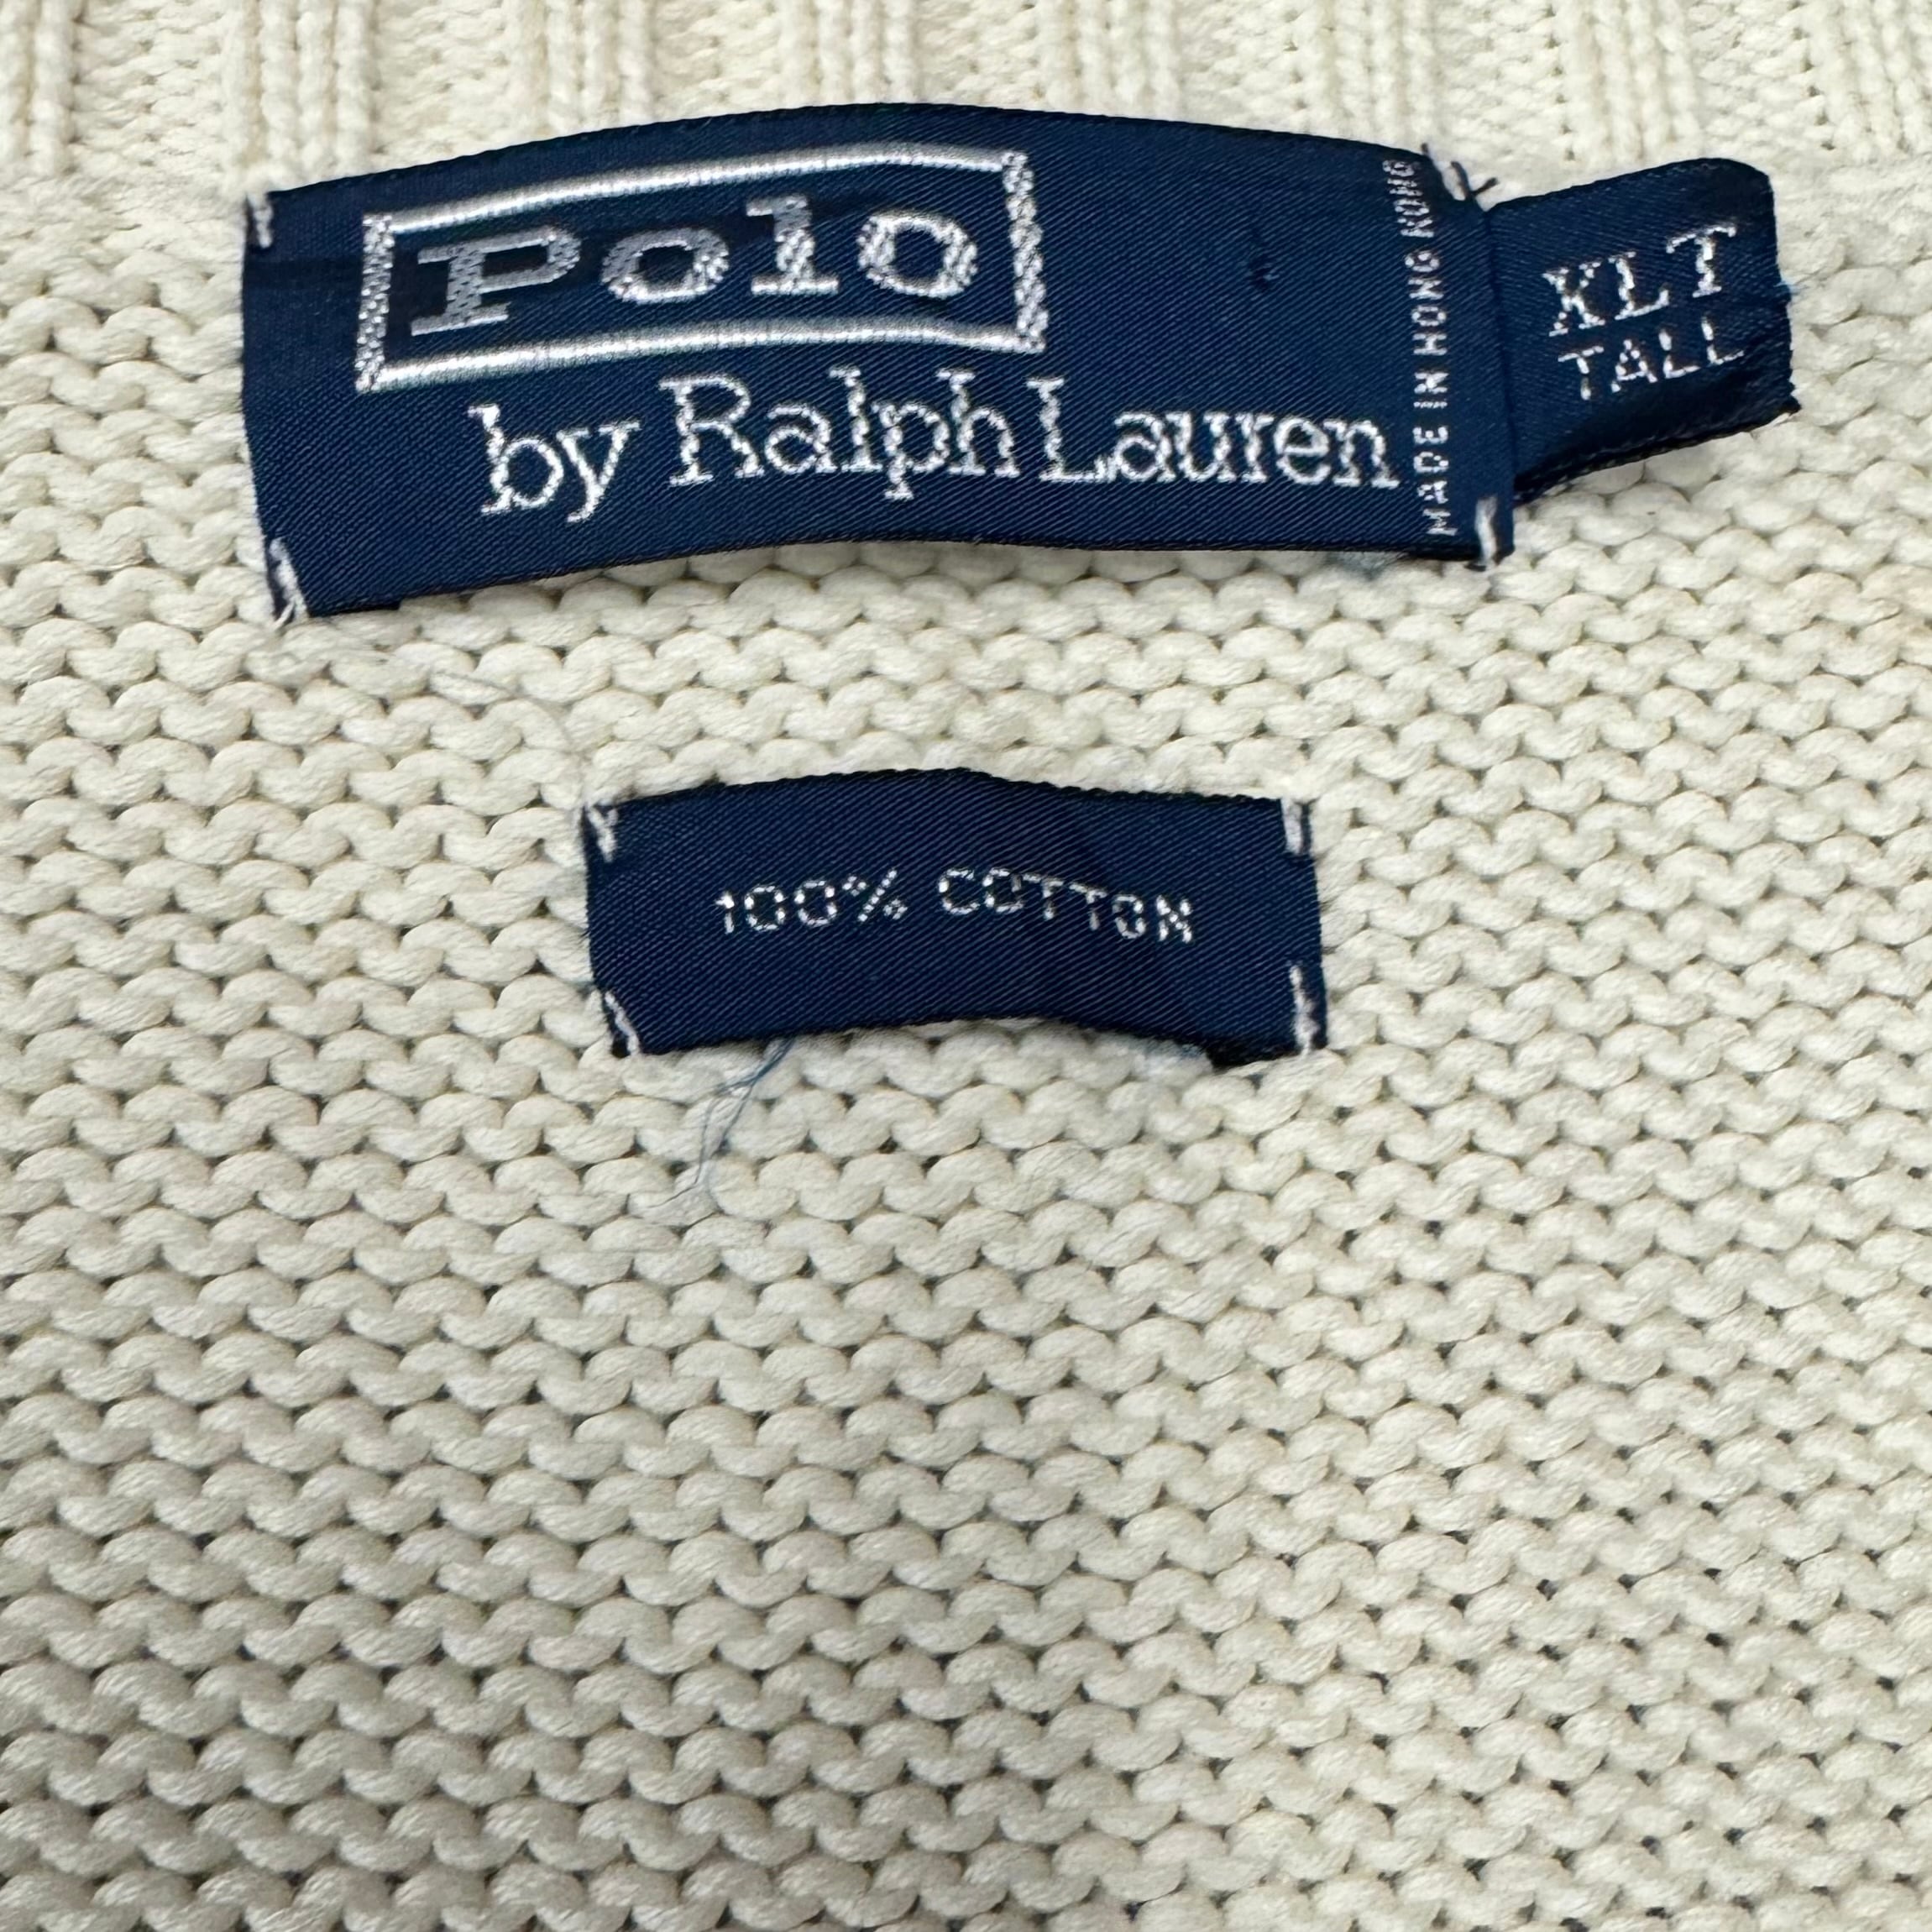 Polo
by Ralph Lauren
MADE IN HONG KONG
XLT
TALL
100% COTTON